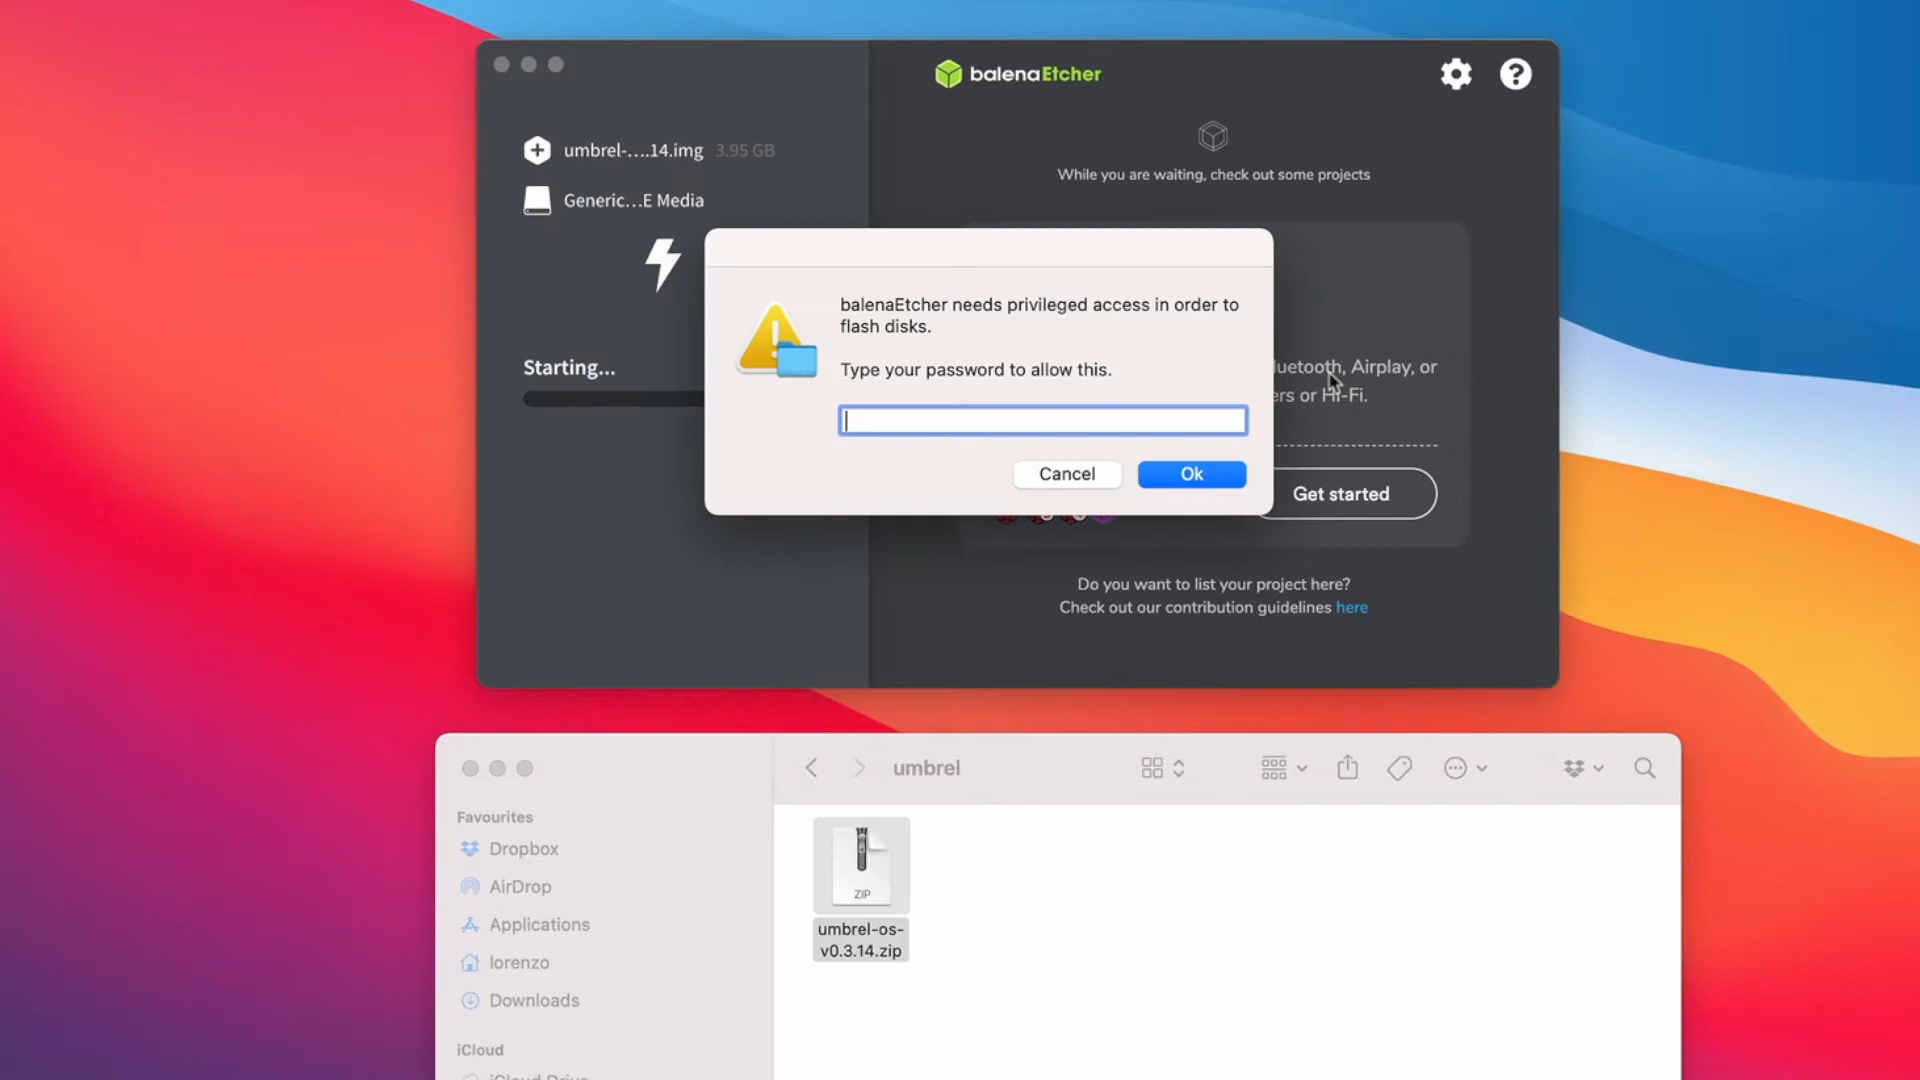 balenaEtcher
umbrel-....14.img 3.95 GB
Generic...E Media
While you are waiting, check out some projects
balenaEtcher needs privileged access in order to
flash disks.
Type your password to allow this.
Cancel
Ok
Starting...
luetooth, Airplay, or
ers or Hi-Fi.
Get started
Do you want to list your project here?
Check out our contribution guidelines here
umbrel
Favourites
Dropbox
AirDrop
Applications
lorenzo
Downloads
iCloud
iCloud Drive
ZIP
umbrel-os-
v0.3.14.zip